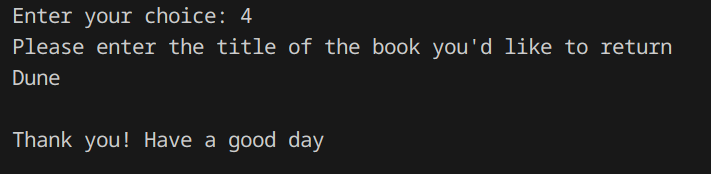 Enter your choice: 4
Please enter the title of the book you'd like to return
Dune
Thank you! Have a good day